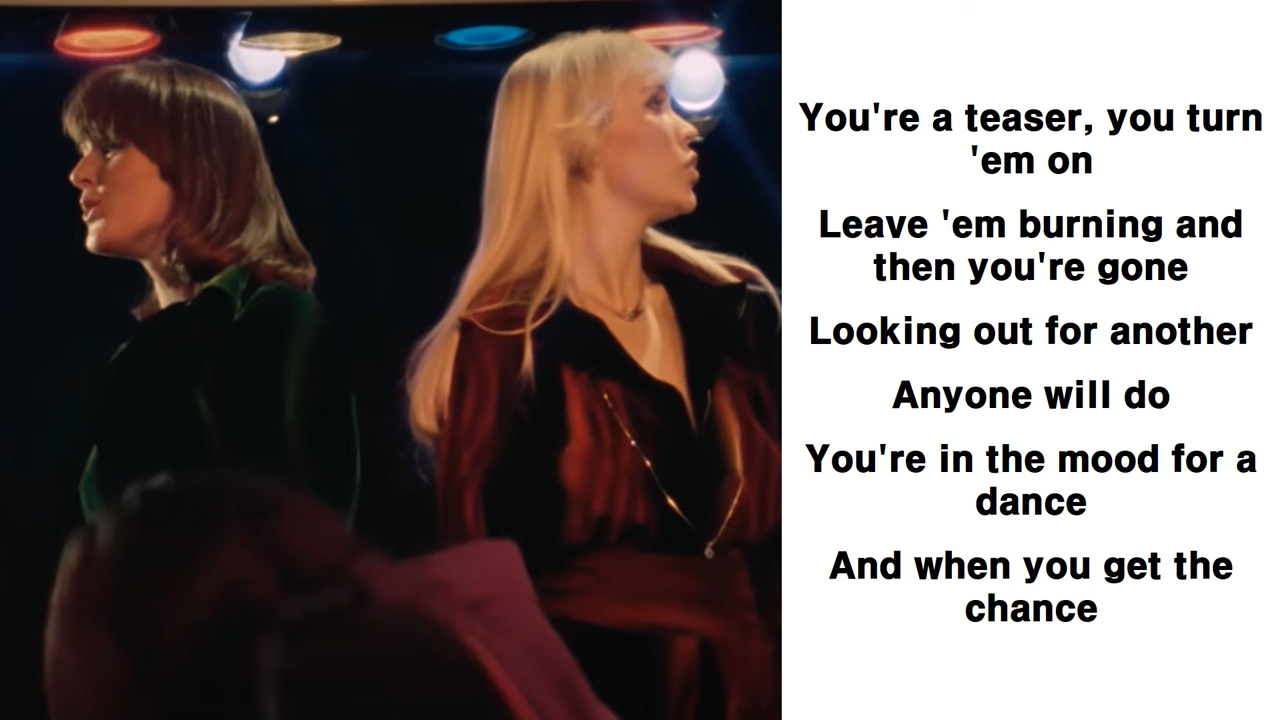 You're a teaser, you turn
'em on
Leave 'em burning and
then you're gone
Looking out for another
Anyone will do
You're in the mood for a
dance
And when you get the
chance